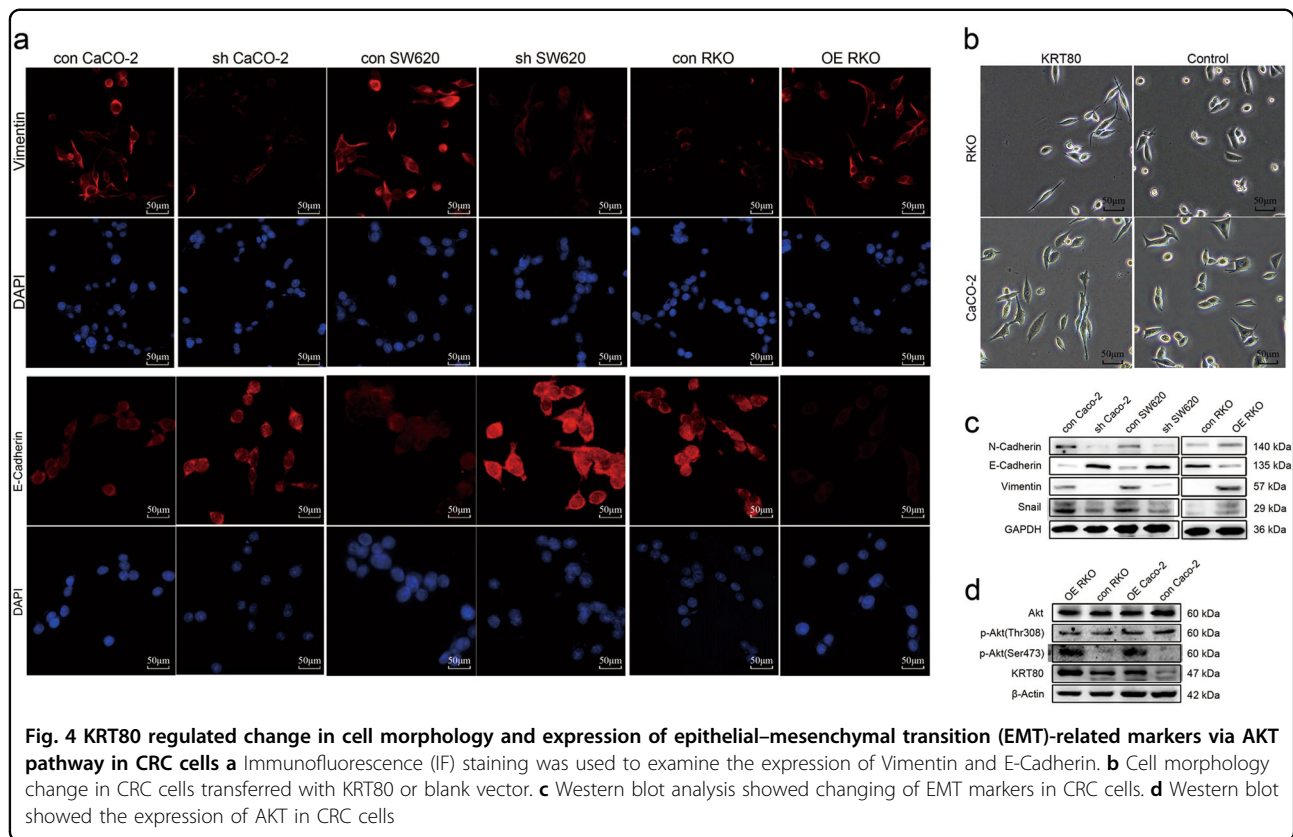 a
con CaCO-2 sh CaCO-2 con SW620 sh SW620 con RKO OE RKO
Vimentin
50μm 50μm 50μm 50μm 50μm 50μm
DAPI
50μm 50μm 50μm 50μm 50μm 50μm
E-Cadherin
50μm 50μm 50μm 50μm 50μm 50μm
DAPI
50μm 50μm 50μm 50μm 50μm 50μm
b
KRT80 Control
RKO
50μm 50μm
CaCO-2
50μm 50μm
c
con Caco-2 sh Caco-2 con SW620 sh SW620 con RKO OE RKO
N-Cadherin 140 kDa
E-Cadherin 135 kDa
Vimentin 57 kDa
Snail 29 kDa
GAPDH 36 kDa
d
OE RKO con RKO OE Caco-2 con Caco-2
Akt 60 kDa
p-Akt(Thr308) 60 kDa
p-Akt(Ser473) 60 kDa
KRT80 47 kDa
β-Actin 42 kDa
Fig. 4 KRT80 regulated change in cell morphology and expression of epithelial–mesenchymal transition (EMT)-related markers via AKT
pathway in CRC cells a Immunofluorescence (IF) staining was used to examine the expression of Vimentin and E-Cadherin. b Cell morphology
change in CRC cells transferred with KRT80 or blank vector. c Western blot analysis showed changing of EMT markers in CRC cells. d Western blot
showed the expression of AKT in CRC cells